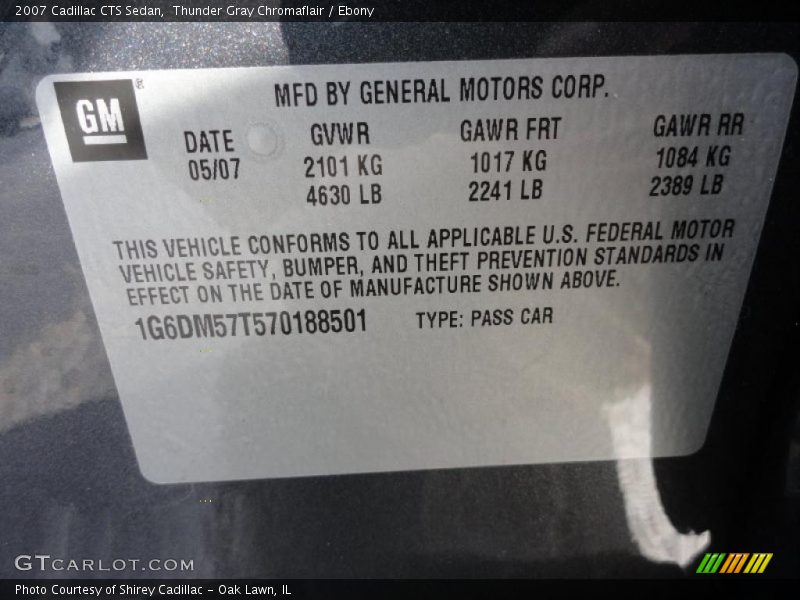 2007 Cadillac CTS Sedan,  Thunder Gray Chromaflair / Ebony
GM ®
MFD BY GENERAL MOTORS CORP.
DATE GVWR GAWR FRT GAWR RR
05/07 2101 KG 1017 KG 1084 KG
4630 LB 2241 LB 2389 LB
THIS VEHICLE CONFORMS TO ALL APPLICABLE U.S. FEDERAL MOTOR
VEHICLE SAFETY, BUMPER, AND THEFT PREVENTION STANDARDS IN
EFFECT ON THE DATE OF MANUFACTURE SHOWN ABOVE.
1G6DM57T570188501 TYPE: PASS CAR
GTCARLOT.COM
Photo Courtesy of Shirey Cadillac - Oak Lawn, IL